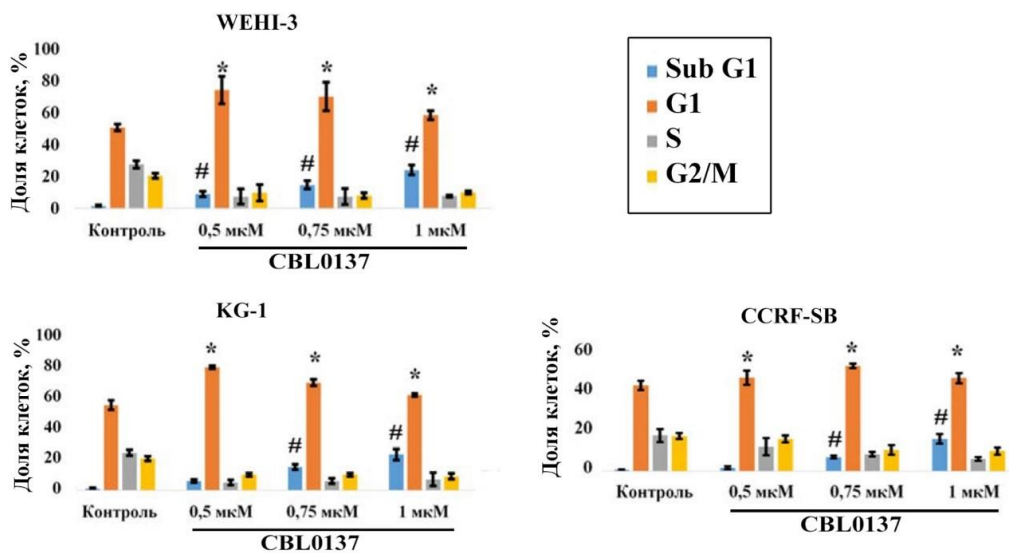 WEHI-3
Доля клеток, %
100
80
60
40
20
0
* * *
# # #
Контроль 0,5 мкМ 0,75 мкМ 1 мкМ
CBL0137
Sub G1
G1
S
G2/M
KG-1
Доля клеток, %
100
80
60
40
20
0
* * *
# #
Контроль 0,5 мкМ 0,75 мкМ 1 мкМ
CBL0137
CCRF-SB
Доля клеток, %
60
40
20
0
* * *
# #
Контроль 0,5 мкМ 0,75 мкМ 1 мкМ
CBL0137